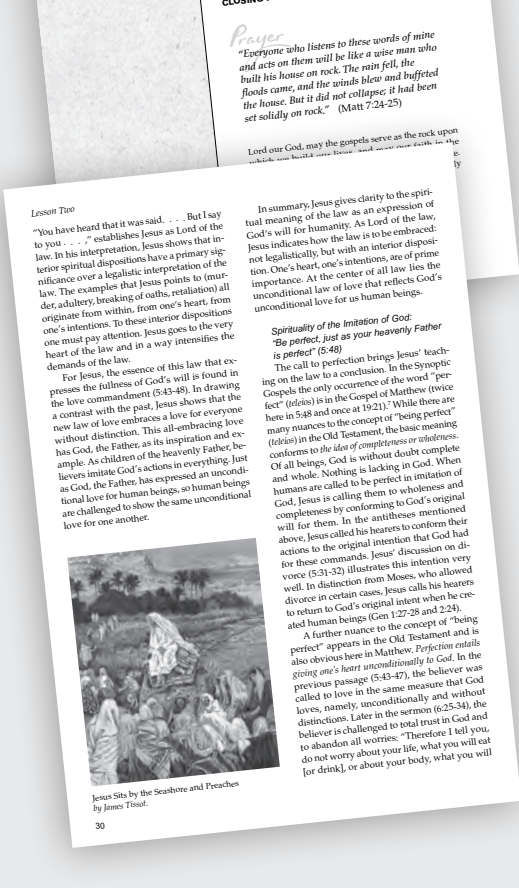 CLOSING
Prayer
“Everyone who listens to these words of mine
and acts on them will be like a wise man who
built his house on rock. The rain fell, the
floods came, and the winds blew and buffeted
the house. But it did not collapse; it had been
set solidly on rock.” (Matt 7:24-25)
Lord our God, may the gospels serve as the rock upon
which we build our lives, and may our faith in the
Lesson Two
“You have heard that it was said. . . . But I say
to you . . . ,” establishes Jesus as Lord of the
law. In his interpretation, Jesus shows that in-
terior spiritual dispositions have a primary sig-
nificance over a legalistic interpretation of the
law. The examples that Jesus points to (mur-
der, adultery, breaking of oaths, retaliation) all
originate from within, from one's heart, from
one's intentions. To these interior dispositions
one must pay attention. Jesus goes to the very
heart of the law and in a way intensifies the
demands of the law.
For Jesus, the essence of this law that ex-
presses the fullness of God's will is found in
the love commandment (5:43-48). In drawing
a contrast with the past, Jesus shows that the
new law of love embraces a love for everyone
without distinction. This all-embracing love
has God, the Father, as its inspiration and ex-
ample. As children of the heavenly Father, be-
lievers imitate God's actions in everything. Just
as God, the Father, has expressed an uncondi-
tional love for human beings, so human beings
are challenged to show the same unconditional
love for one another.
Jesus Sits by the Seashore and Preaches
by James Tissot.
30
In summary, Jesus gives clarity to the spiri-
tual meaning of the law as an expression of
God's will for humanity. As Lord of the law,
Jesus indicates how the law is to be embraced:
not legalistically, but with an interior disposi-
tion. One's heart, one's intentions, are of prime
importance. At the center of all law lies the
unconditional law of love that reflects God's
unconditional love for us human beings.
Spirituality of the Imitation of God:
“Be perfect, just as your heavenly Father
is perfect” (5:48)
The call to perfection brings Jesus' teach-
ing on the law to a conclusion. In the Synoptic
Gospels the only occurrence of the word “per-
fect” (teleios) is in the Gospel of Matthew (twice
here in 5:48 and once at 19:21).7 While there are
many nuances to the concept of “being perfect”
(teleios) in the Old Testament, the basic meaning
conforms to the idea of completeness or wholeness.
Of all beings, God is without doubt complete
and whole. Nothing is lacking in God. When
humans are called to be perfect in imitation of
God, Jesus is calling them to wholeness and
completeness by conforming to God's original
will for them. In the antitheses mentioned
above, Jesus called his hearers to conform their
actions to the original intention that God had
for these commands. Jesus' discussion on di-
vorce (5:31-32) illustrates this intention very
well. In distinction from Moses, who allowed
divorce in certain cases, Jesus calls his hearers
to return to God's original intent when he cre-
ated human beings (Gen 1:27-28 and 2:24).
A further nuance to the concept of “being
perfect” appears in the Old Testament and is
also obvious here in Matthew. Perfection entails
giving one's heart unconditionally to God. In the
previous passage (5:43-47), the believer was
called to love in the same measure that God
loves, namely, unconditionally and without
distinctions. Later in the sermon (6:25-34), the
believer is challenged to total trust in God and
to abandon all worries: “Therefore I tell you,
do not worry about your life, what you will eat
[or drink], or about your body, what you will